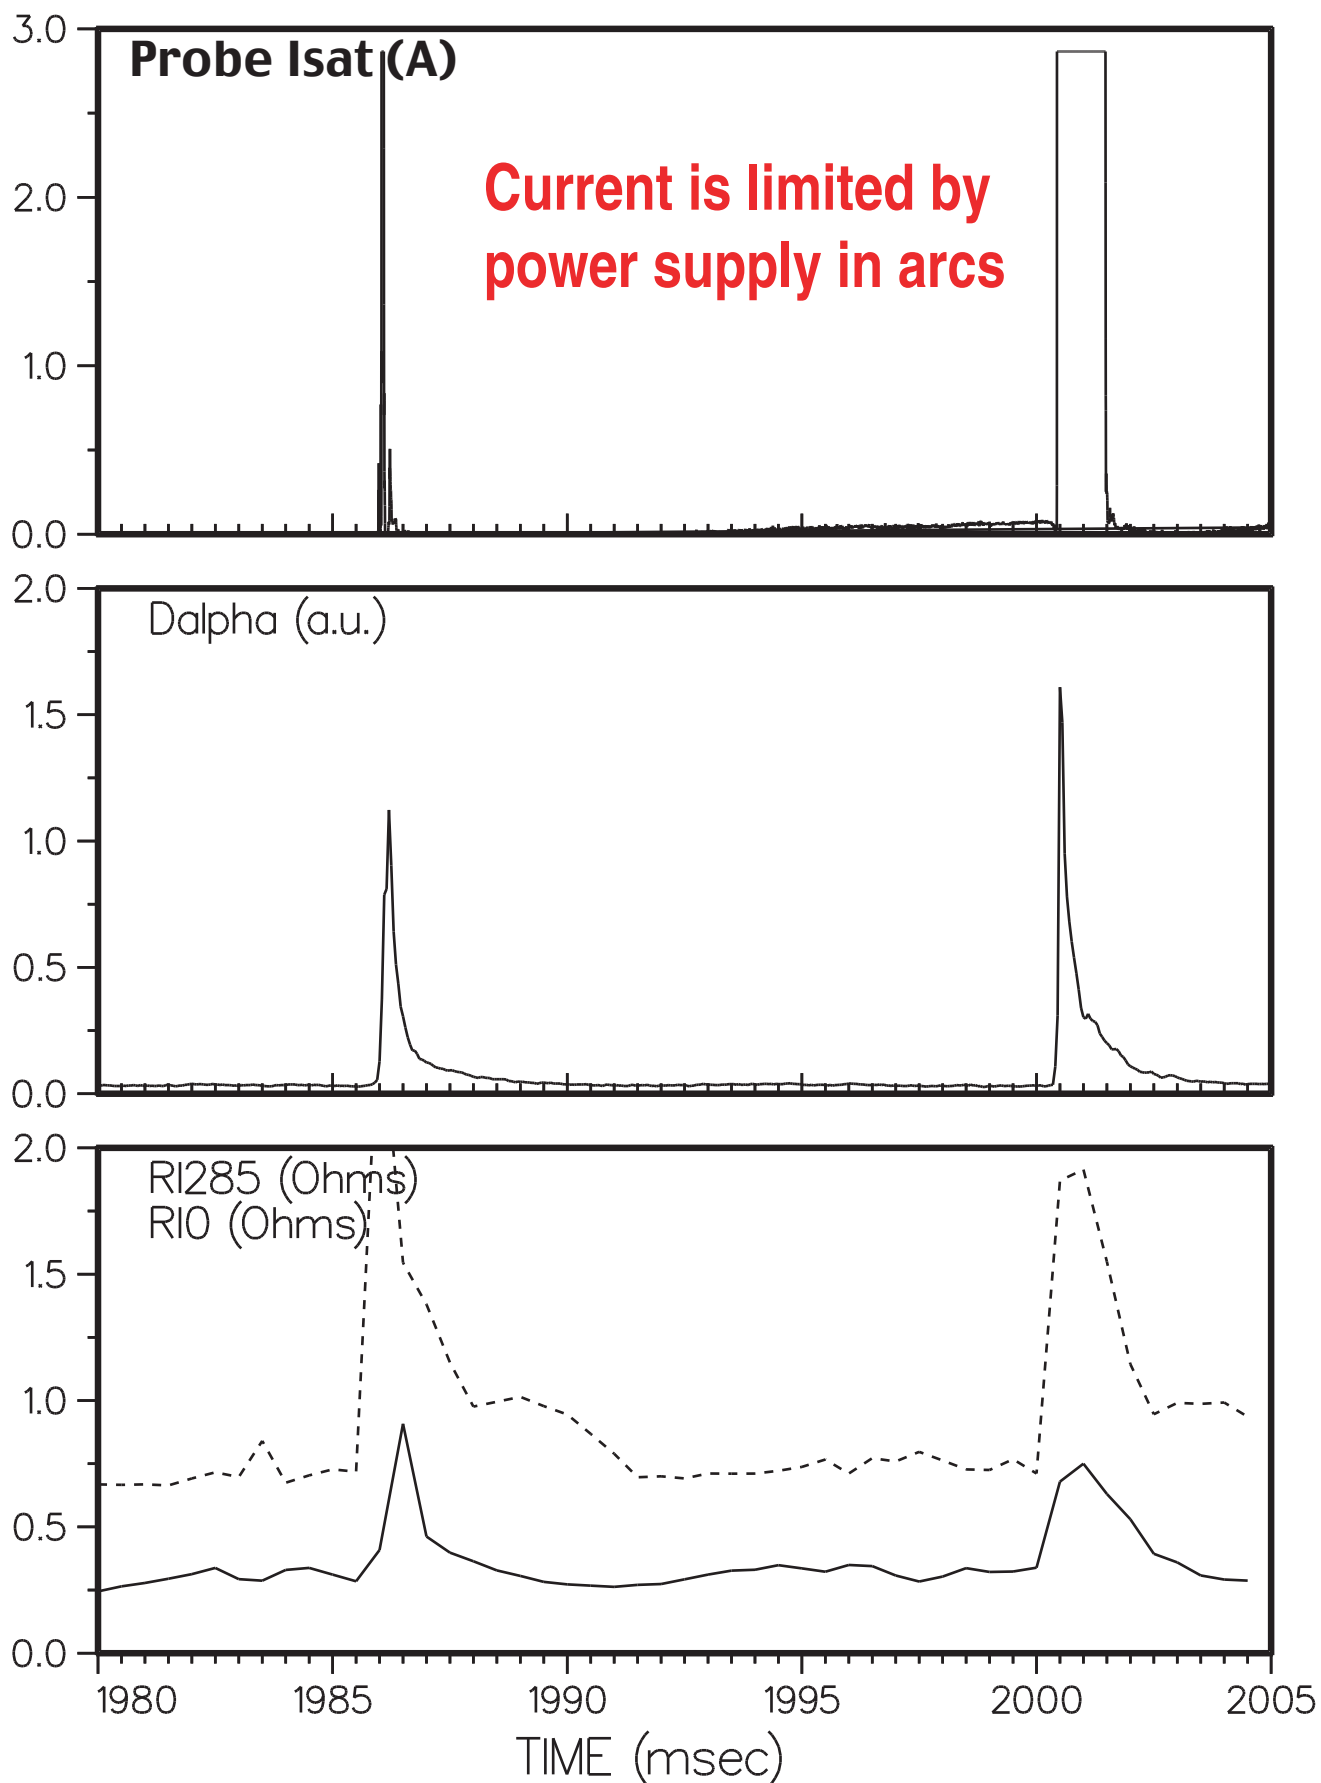 3.0
Probe Isat (A)
Current is limited by
2.0
power supply in arcs
1.0
0.0
2.0
Dalpha (a.u.)
1.5
1.0
0.5
0.0
2.0
RI285 (Ohms)
RI0 (Ohms)
1.5
1.0
0.5
0.0
1980 1985 1990 1995 2000 2005
TIME (msec)